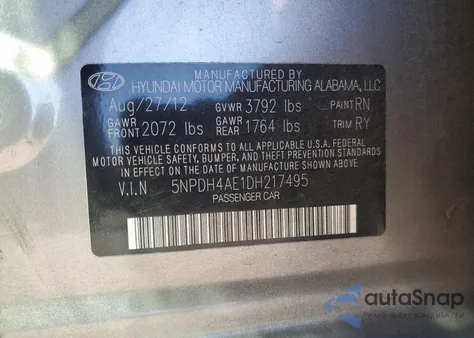 MANUFACTURED BY
HYUNDAI MOTOR MANUFACTURING ALABAMA, LLC
Aug/27/12 GVWR 3792 lbs PAINT RN
GAWR FRONT 2072 lbs GAWR REAR 1764 lbs TRIM RY
THIS VEHICLE CONFORMS TO ALL APPLICABLE U.S.A. FEDERAL
MOTOR VEHICLE SAFETY, BUMPER, AND THEFT PREVENTION
STANDARDS IN EFFECT ON THE DATE OF MANUFACTURE SHOWN ABOVE.
V.I.N 5NPDH4AE1DH217495
PASSENGER CAR
autoSnap